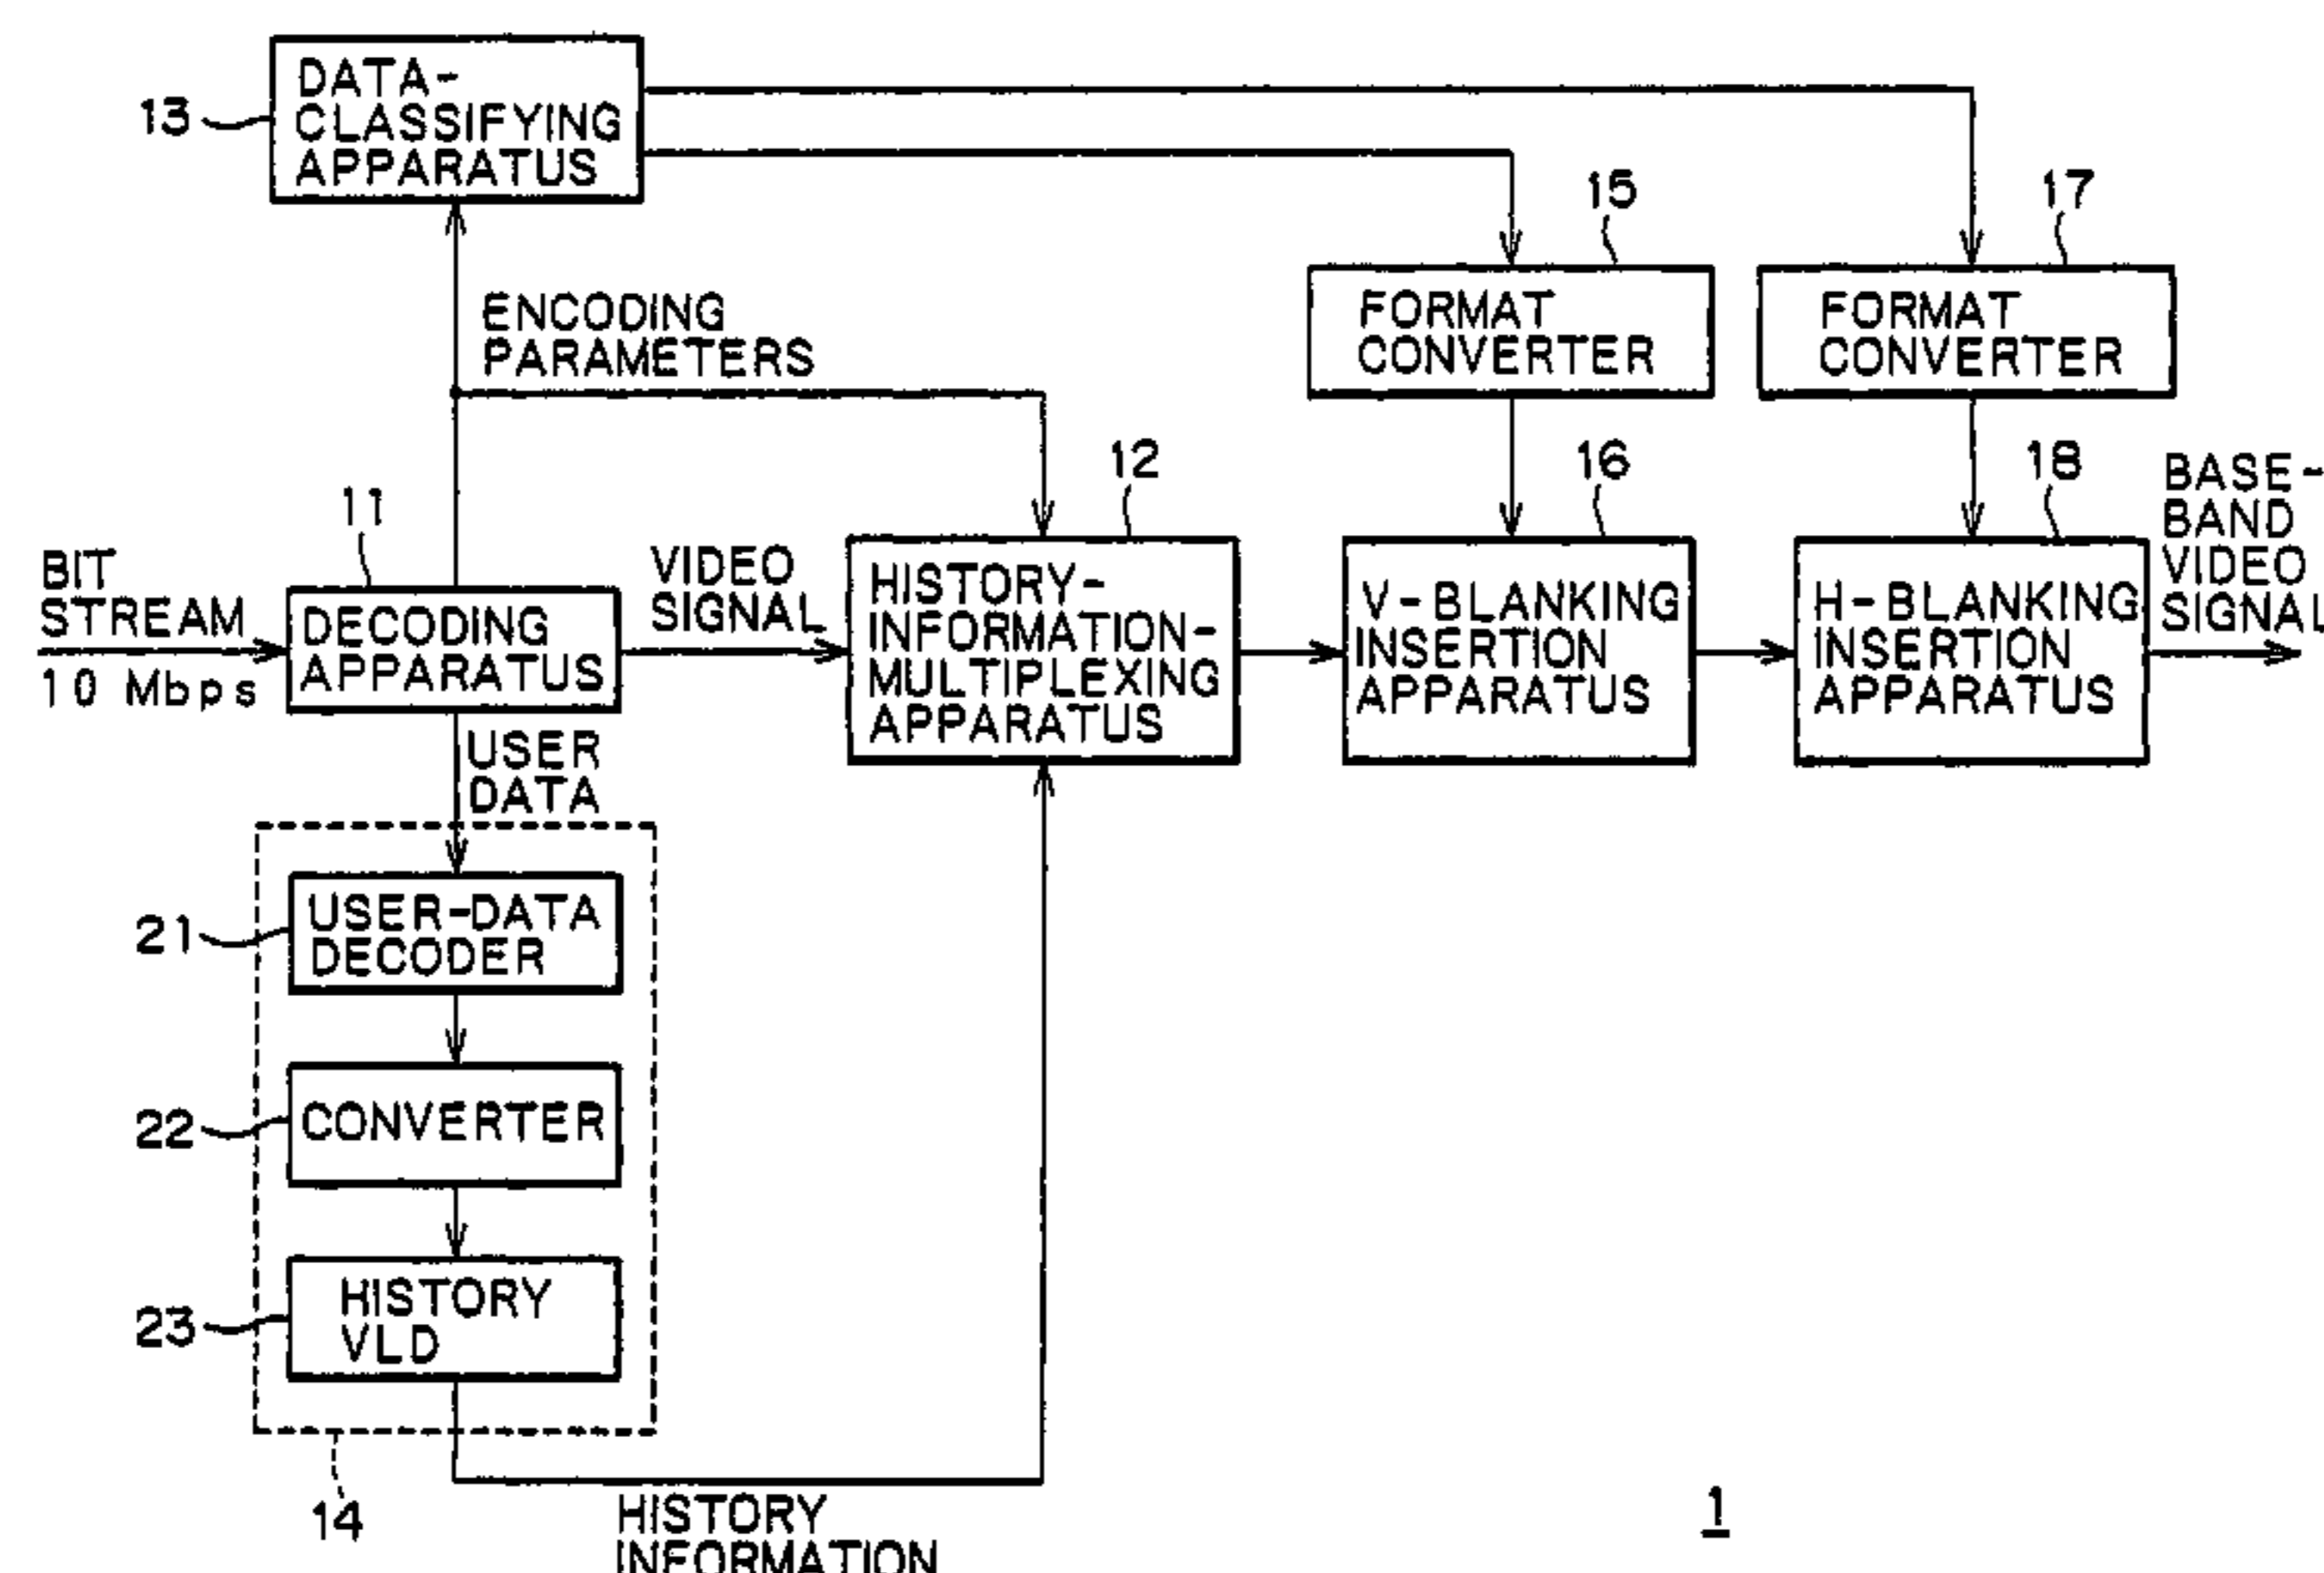 DATA-
CLASSIFYING
APPARATUS
13
15
17
ENCODING
PARAMETERS
FORMAT
CONVERTER
FORMAT
CONVERTER
11
12
16
18
BASE-
BAND
VIDEO
SIGNAL
BIT
STREAM
10 Mbps
DECODING
APPARATUS
VIDEO
SIGNAL
HISTORY-
INFORMATION-
MULTIPLEXING
APPARATUS
V-BLANKING
INSERTION
APPARATUS
H-BLANKING
INSERTION
APPARATUS
USER
DATA
21
USER-DATA
DECODER
22
CONVERTER
23
HISTORY
VLD
14
HISTORY
INFORMATION
1